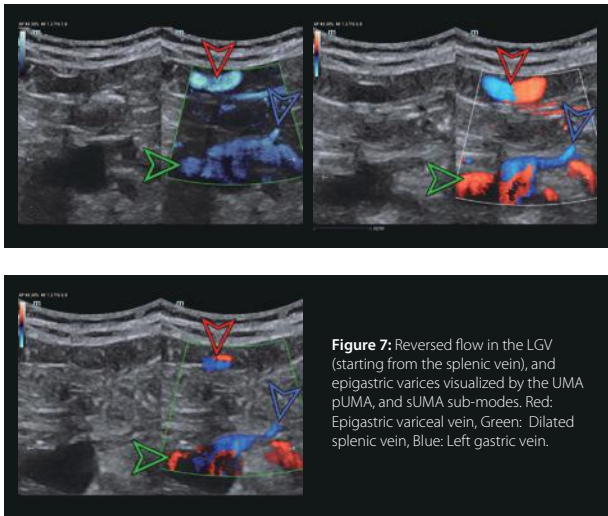 Figure 7: Reversed flow in the LGV
(starting from the splenic vein), and
epigastric varices visualized by the UMA
pUMA, and sUMA sub-modes. Red:
Epigastric variceal vein, Green: Dilated
splenic vein, Blue: Left gastric vein.